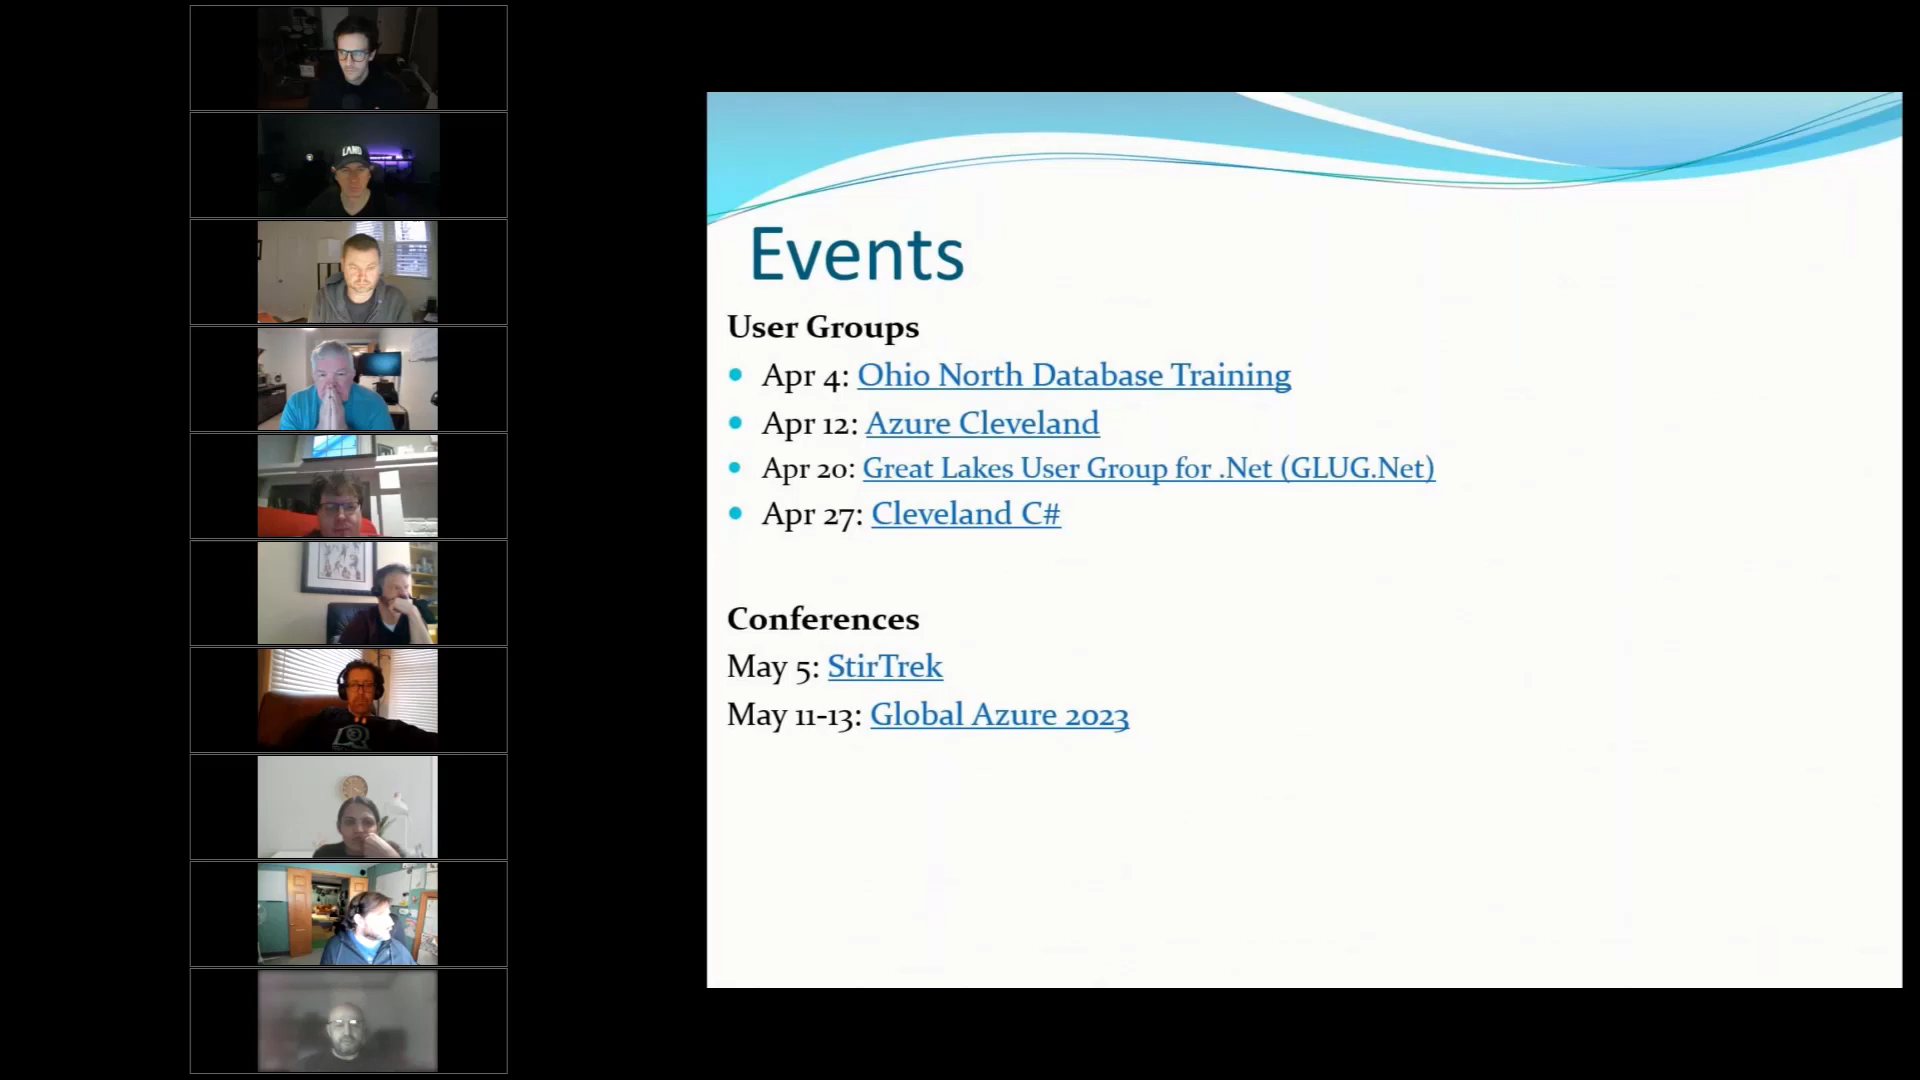 LAND
Events
User Groups
Apr 4: Ohio North Database Training
Apr 12: Azure Cleveland
Apr 20: Great Lakes User Group for .Net (GLUG.Net)
Apr 27: Cleveland C#
Conferences
May 5: StirTrek
May 11-13: Global Azure 2023